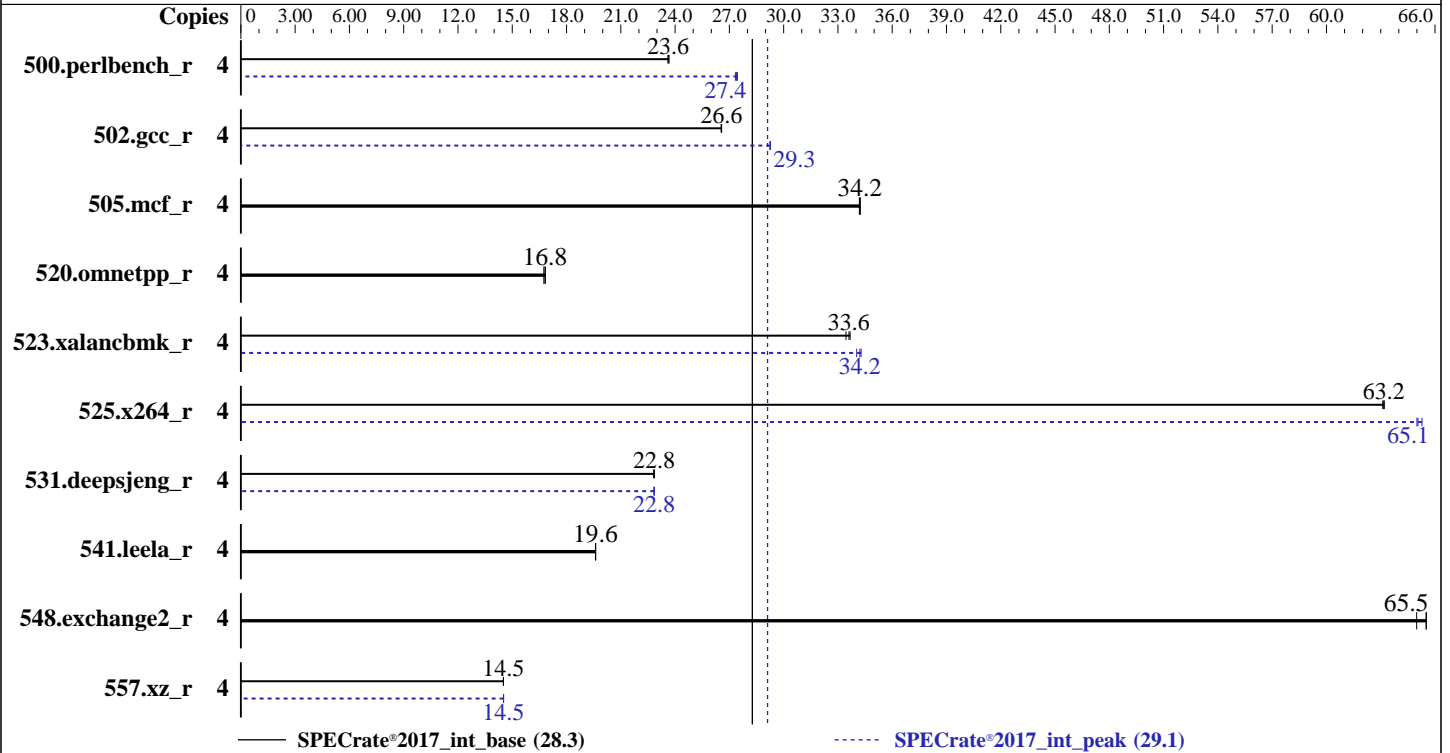 Copies 0 3.00 6.00 9.00 12.0 15.0 18.0 21.0 24.0 27.0 30.0 33.0 36.0 39.0 42.0 45.0 48.0 51.0 54.0 57.0 60.0 66.0
23.6
500.perlbench_r 4
27.4
26.6
502.gcc_r 4
29.3
34.2
505.mcf_r 4
16.8
520.omnetpp_r 4
33.6
523.xalancbmk_r 4
34.2
63.2
525.x264_r 4
65.1
22.8
531.deepsjeng_r 4
22.8
19.6
541.leela_r 4
65.5
548.exchange2_r 4
14.5
557.xz_r 4
14.5
SPECrate®2017_int_base (28.3) SPECrate®2017_int_peak (29.1)